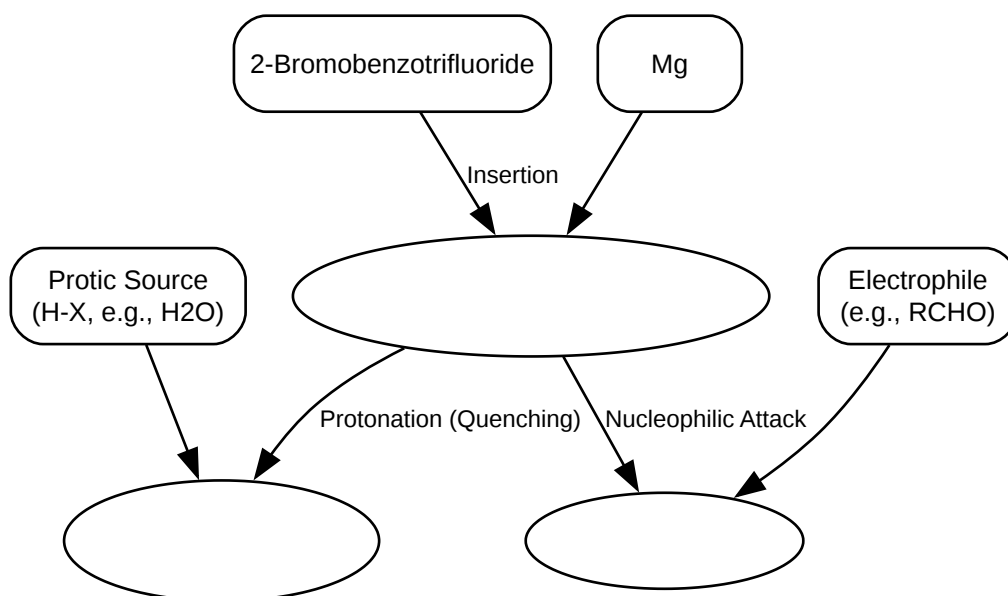 2-Bromobenzotrifluoride
Mg
Insertion
Protic Source
(H-X, e.g., H2O)
Electrophile
(e.g., RCHO)
Protonation (Quenching)
Nucleophilic Attack